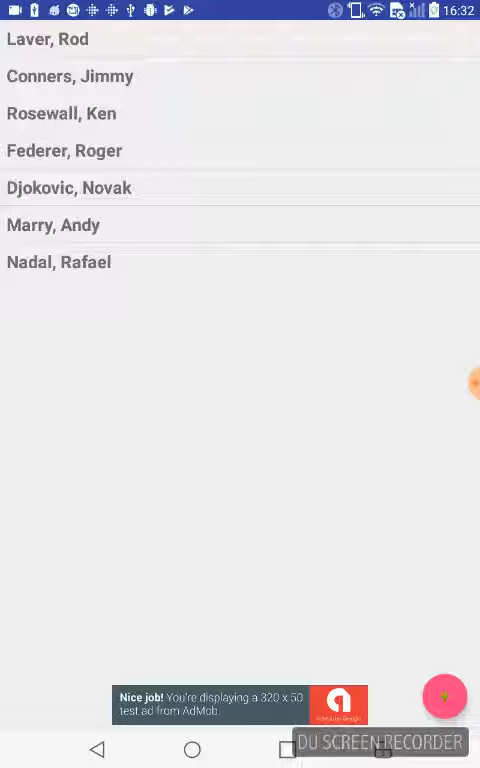 16:32
Laver, Rod
Conners, Jimmy
Rosewall, Ken
Federer, Roger
Djokovic, Novak
Marry, Andy
Nadal, Rafael
Nice job! You're displaying a 320 x 50
test ad from AdMob.
DU SCREEN RECORDER